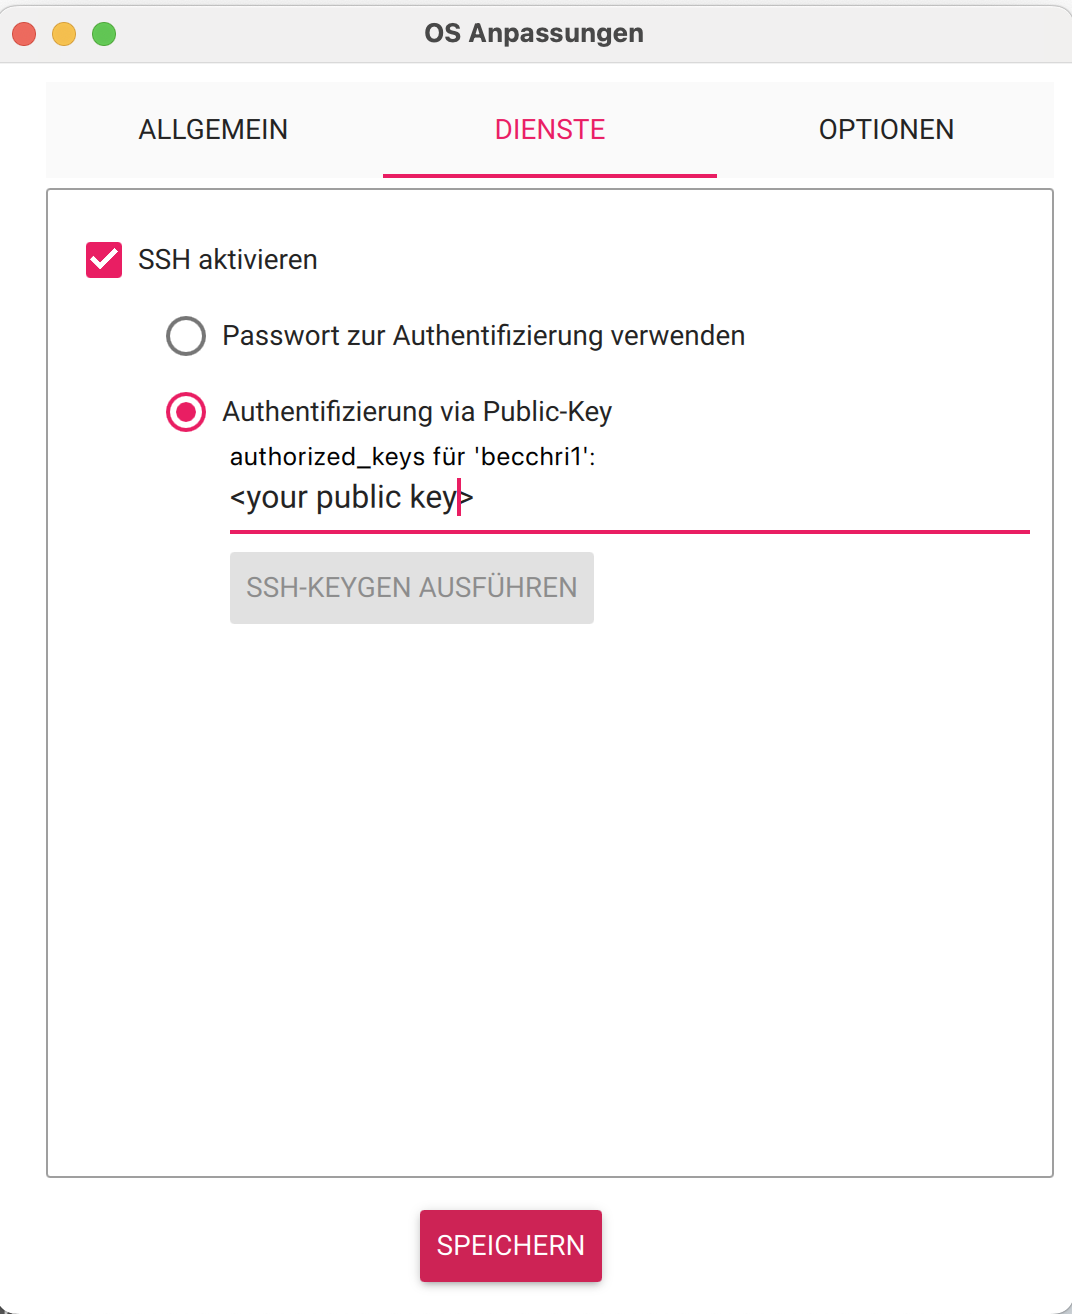 OS Anpassungen
ALLGEMEIN DIENSTE OPTIONEN
SSH aktivieren
Passwort zur Authentifizierung verwenden
Authentifizierung via Public-Key
authorized_keys für 'becchri1':
<your public key>
SSH-KEYGEN AUSFÜHREN
SPEICHERN